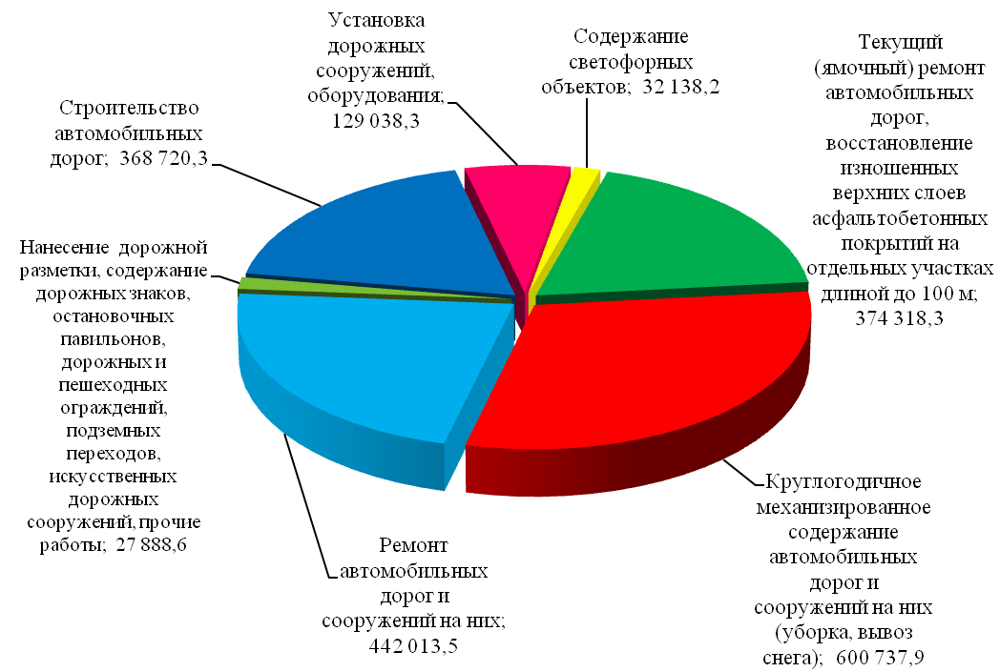 Установка
дорожных
сооружений,
оборудования;
129 038,3
Содержание
светофорных
объектов;  32 138,2
Текущий
(ямочный) ремонт
автомобильных
дорог,
восстановление
изношенных
верхних слоев
асфальтобетонных
покрытий на
отдельных участках
длиной до 100 м;
374 318,3
Строительство
автомобильных
дорог;  368 720,3
Нанесение  дорожной
разметки, содержание
дорожных знаков,
остановочных
павильонов,
дорожных и
пешеходных
ограждений,
подземных
переходов,
искусственных
дорожных
сооружений, прочие
работы;  27 888,6
Ремонт
автомобильных
дорог и
сооружений на них;
442 013,5
Круглогодичное
механизированное
содержание
автомобильных
дорог и
сооружений на них
(уборка, вывоз
снега);  600 737,9